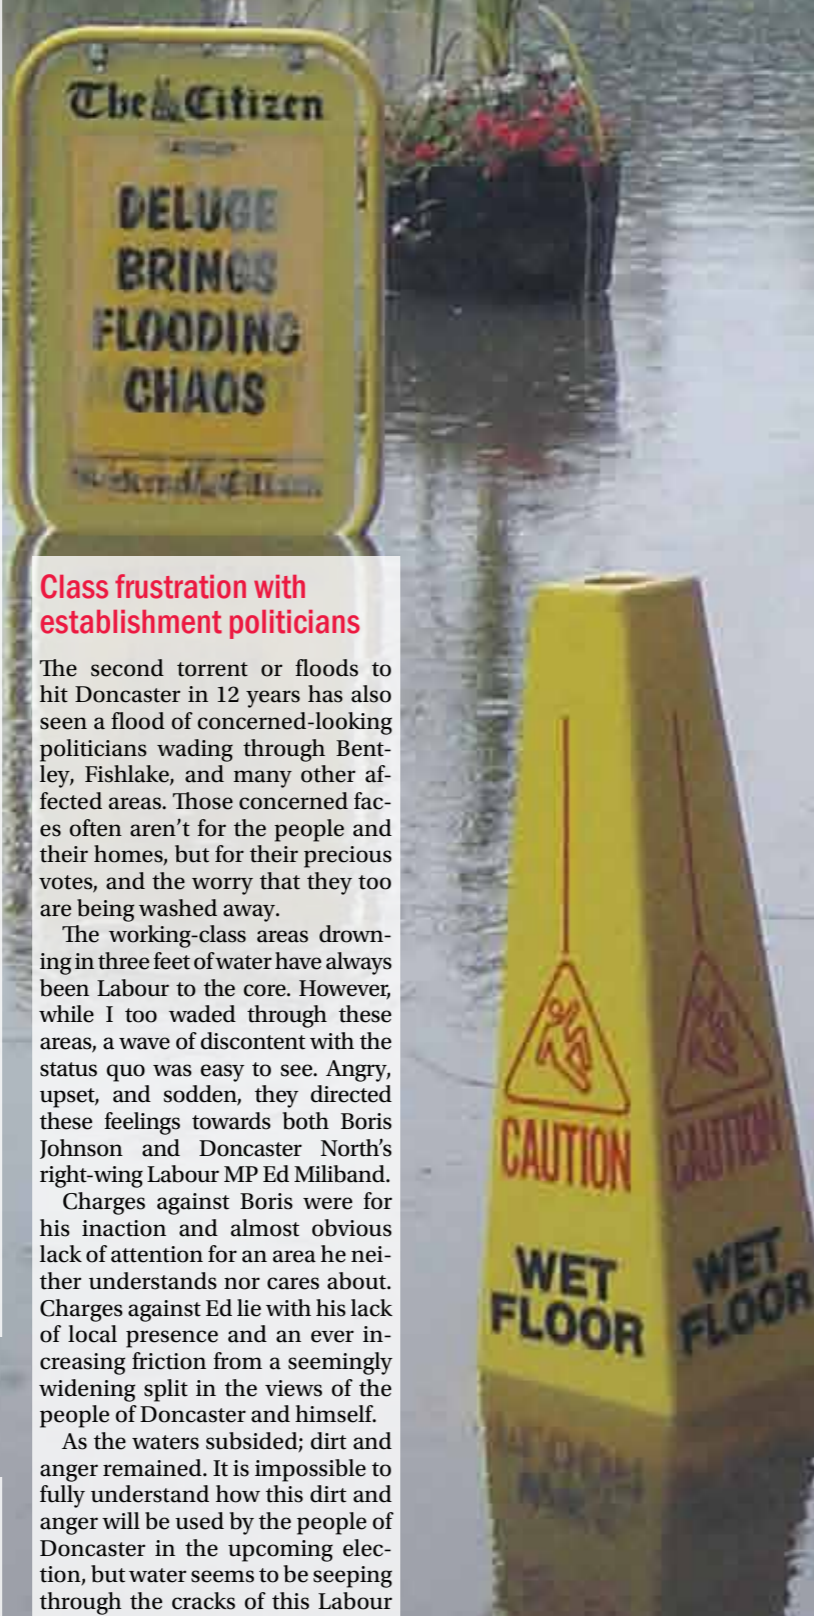 The Citizen
DELUGE
BRINGS
FLOODING
CHAOS
Class frustration with
establishment politicians
The second torrent or floods to
hit Doncaster in 12 years has also
seen a flood of concerned-looking
politicians wading through Bent-
ley, Fishlake, and many other af-
fected areas. Those concerned fac-
es often aren't for the people and
their homes, but for their precious
votes, and the worry that they too
are being washed away.
The working-class areas drown-
ing in three feet of water have always
been Labour to the core. However,
while I too waded through these
areas, a wave of discontent with the
status quo was easy to see. Angry,
upset, and sodden, they directed
these feelings towards both Boris
Johnson and Doncaster North's
right-wing Labour MP Ed Miliband.
Charges against Boris were for
his inaction and almost obvious
lack of attention for an area he nei-
ther understands nor cares about.
Charges against Ed lie with his lack
of local presence and an ever in-
creasing friction from a seemingly
widening split in the views of the
people of Doncaster and himself.
As the waters subsided; dirt and
anger remained. It is impossible to
fully understand how this dirt and
anger will be used by the people of
Doncaster in the upcoming elec-
tion, but water seems to be seeping
through the cracks of this Labour
CAUTION
WET
FLOOR
CAUTION
WET
FLOOR